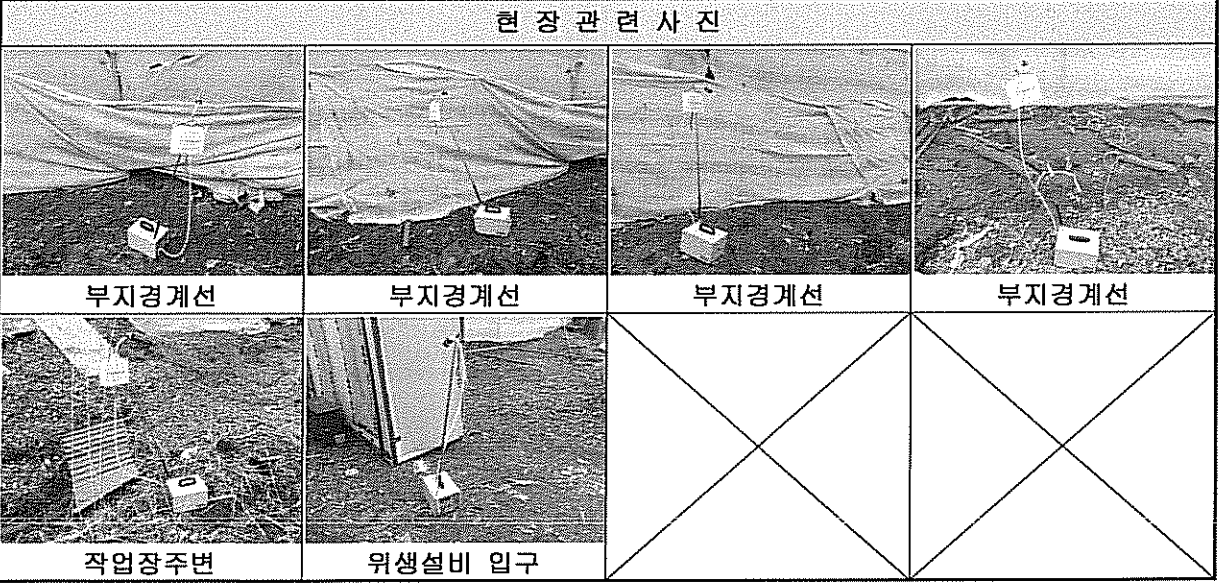 현 장 관 련 사 진
부지경계선
부지경계선
부지경계선
부지경계선
작업장주변
위생설비 입구